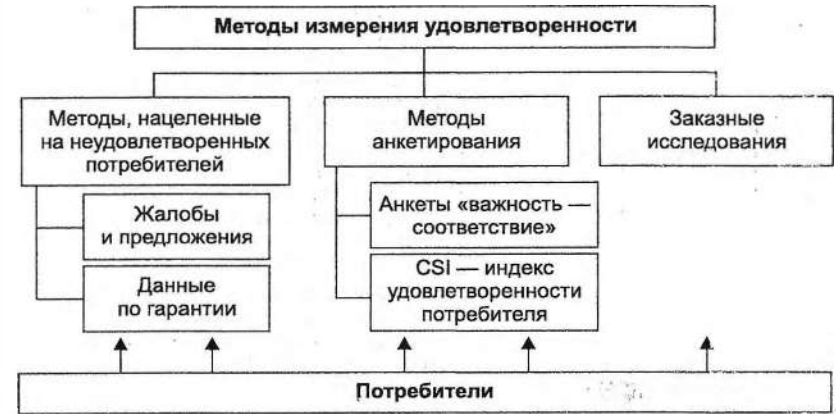 Методы измерения удовлетворенности
Методы, нацеленные
на неудовлетворенных
потребителей
Методы
анкетирования
Заказные
исследования
Жалобы
и предложения
Анкеты «важность —
соответствие»
Данные
по гарантии
CSI — индекс
удовлетворенности
потребителя
Потребители